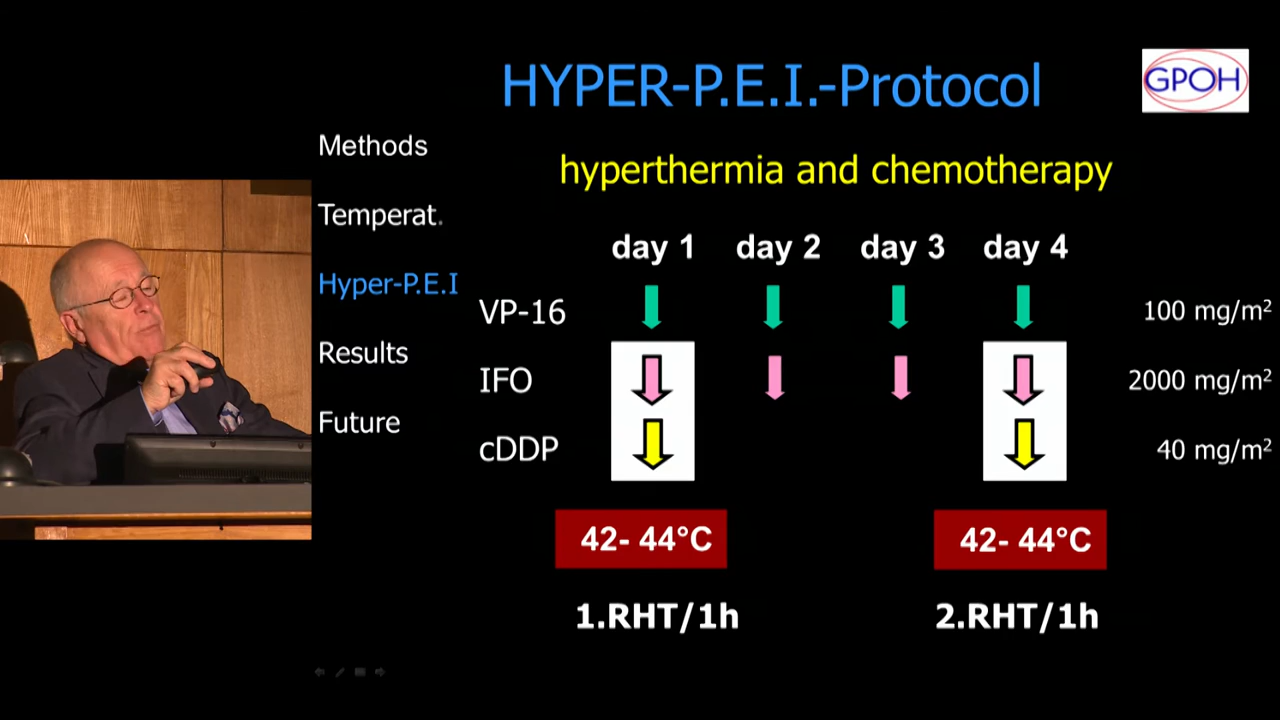 HYPER-P.E.I.-Protocol
GPOH
Methods
Temperat.
Hyper-P.E.I
Results
Future
hyperthermia and chemotherapy
day 1 day 2 day 3 day 4
VP-16 100 mg/m²
IFO 2000 mg/m²
cDDP 40 mg/m²
42- 44°C 42- 44°C
1.RHT/1h 2.RHT/1h